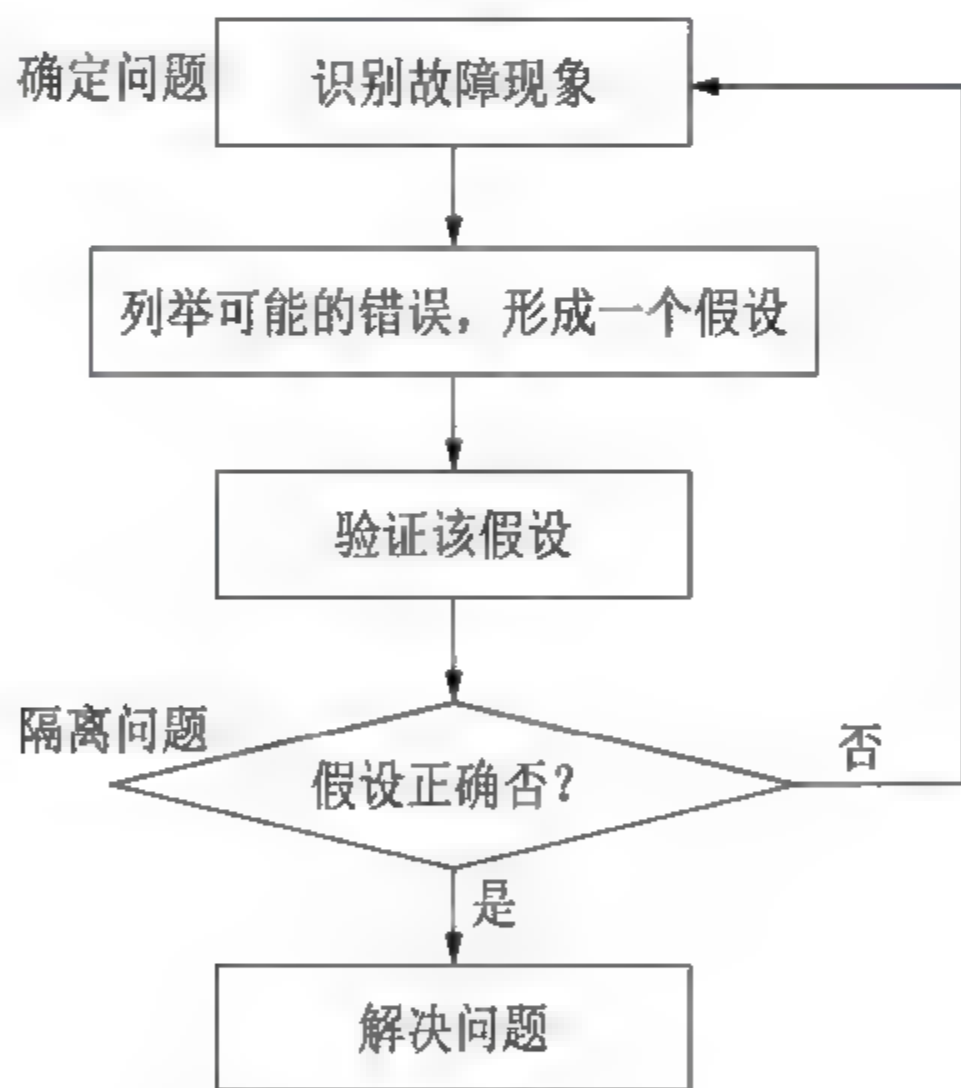 确定问题
识别故障现象
列举可能的错误，形成一个假设
验证该假设
隔离问题
假设正确否？
否
是
解决问题